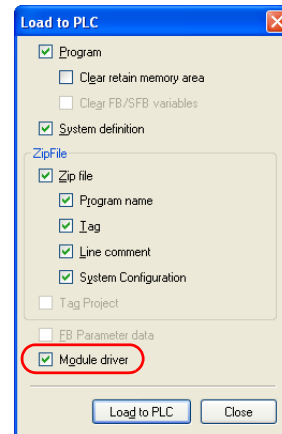 Load to PLC
Program
Clear retain memory area
Clear FB/SFB variables
System definition
ZipFile
Zip file
Program name
Tag
Line comment
System Configuration
Tag Project
FB Parameter data
Module driver
Load to PLC
Close